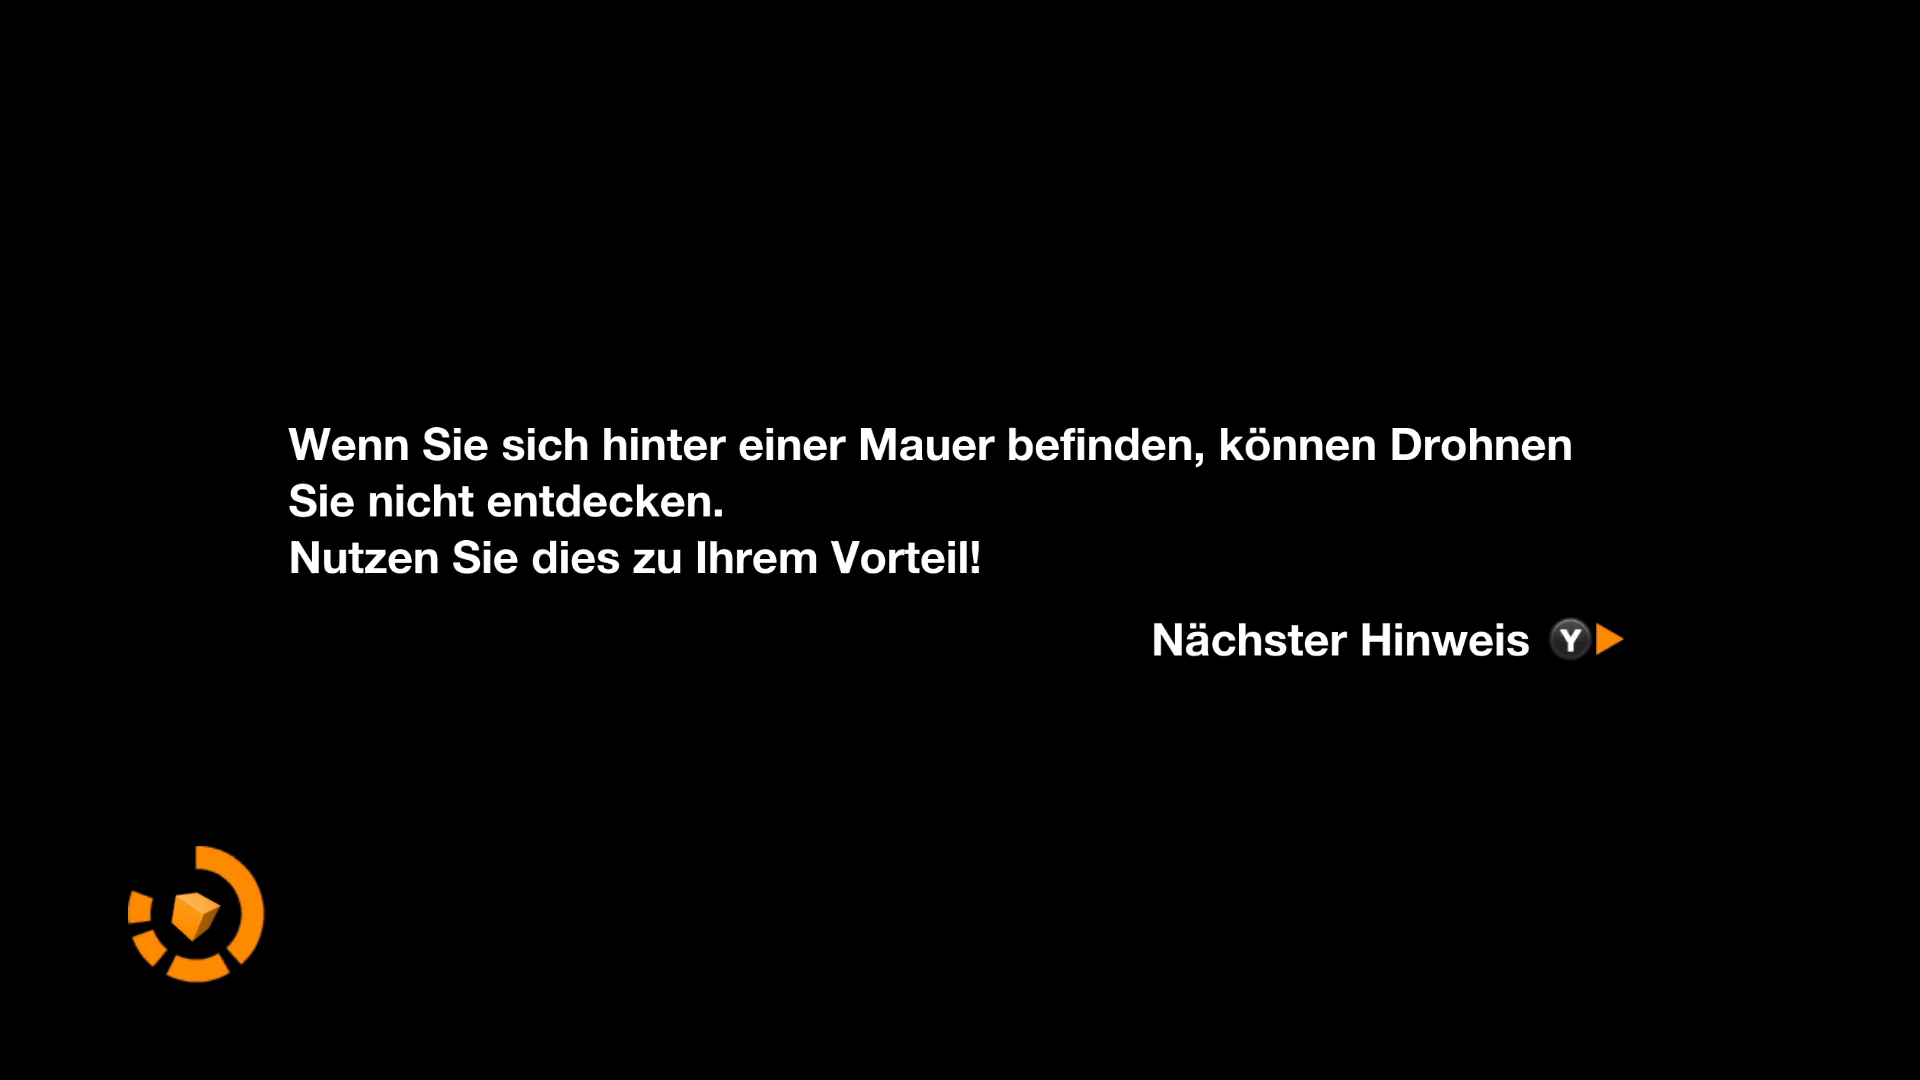 Wenn Sie sich hinter einer Mauer befinden, können Drohnen
Sie nicht entdecken.
Nutzen Sie dies zu Ihrem Vorteil!
Nächster Hinweis Y